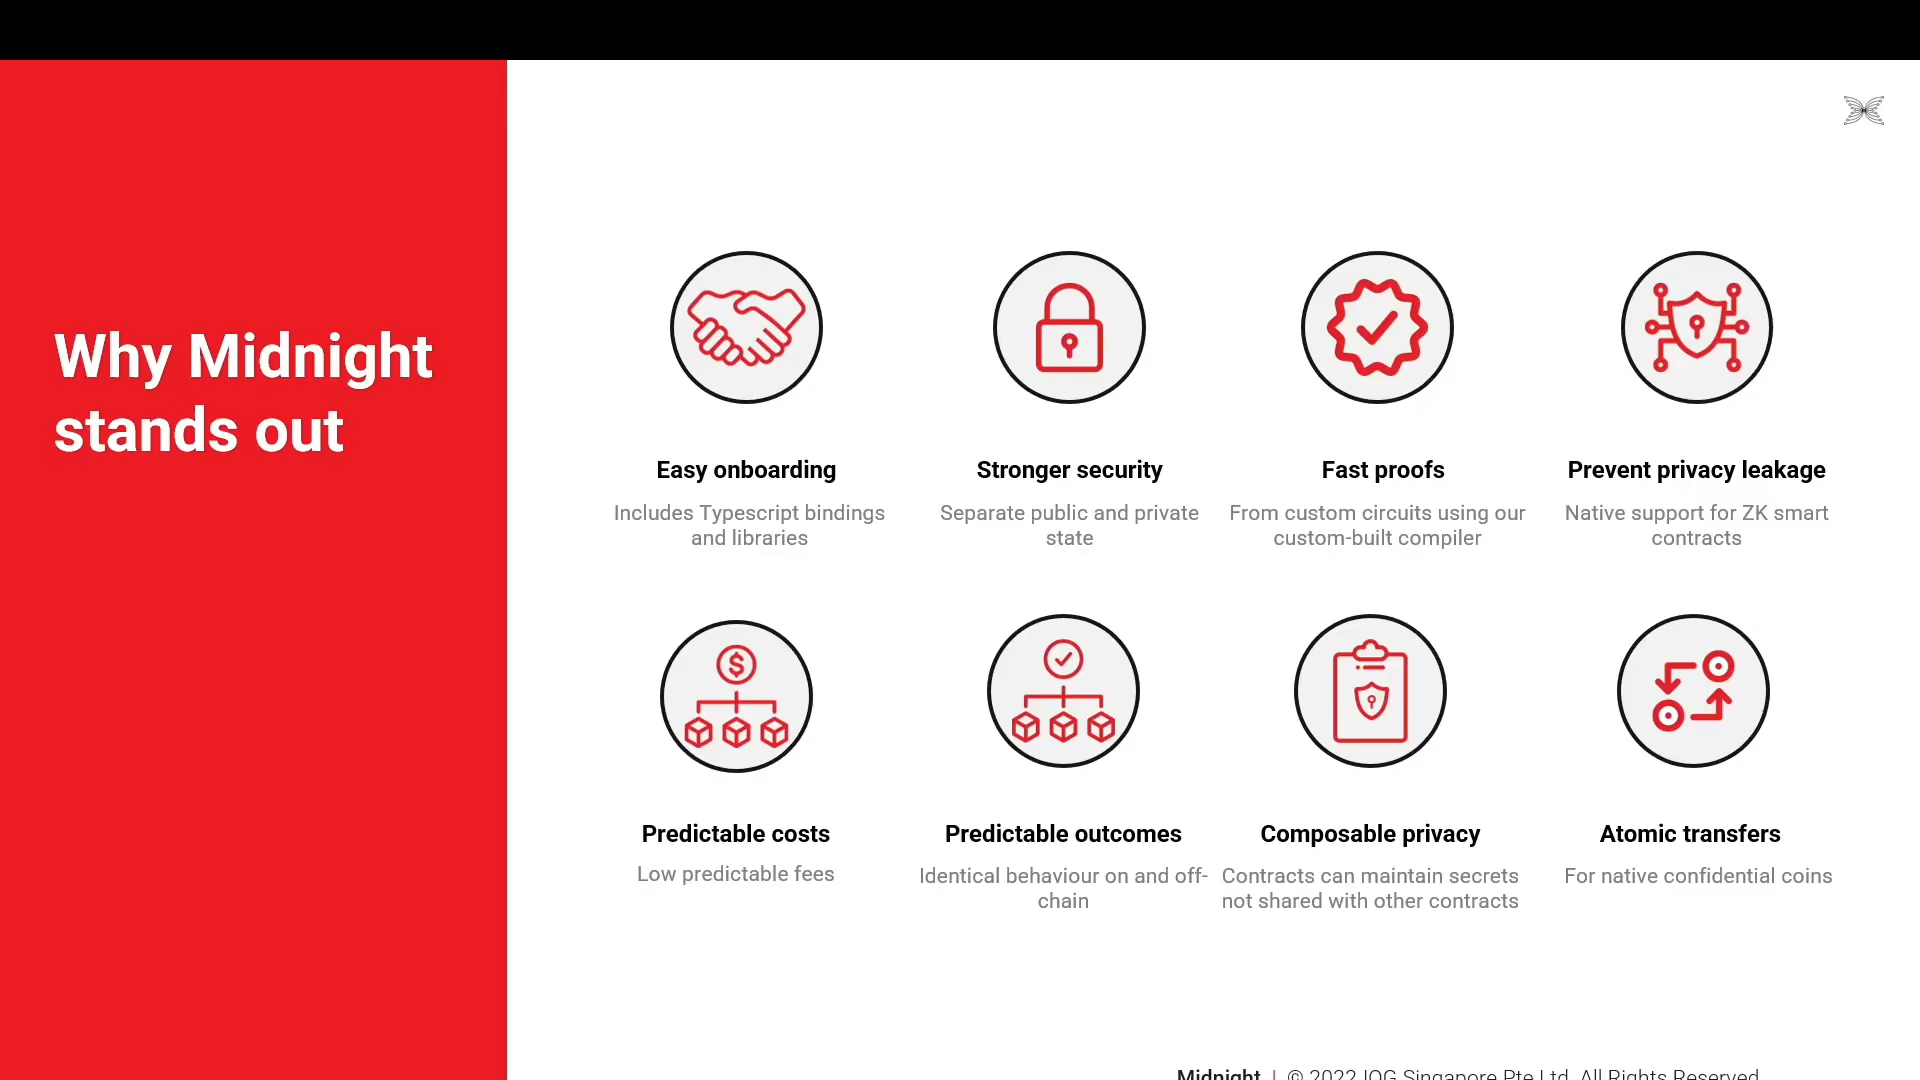 Why Midnight
stands out
Easy onboarding
Includes Typescript bindings
and libraries
Stronger security
Separate public and private
state
Fast proofs
From custom circuits using our
custom-built compiler
Prevent privacy leakage
Native support for ZK smart
contracts
Predictable costs
Low predictable fees
Predictable outcomes
Identical behaviour on and off-
chain
Composable privacy
Contracts can maintain secrets
not shared with other contracts
Atomic transfers
For native confidential coins
Midnight | © 2022 IOG Singapore Pte Ltd. All Rights Reserved